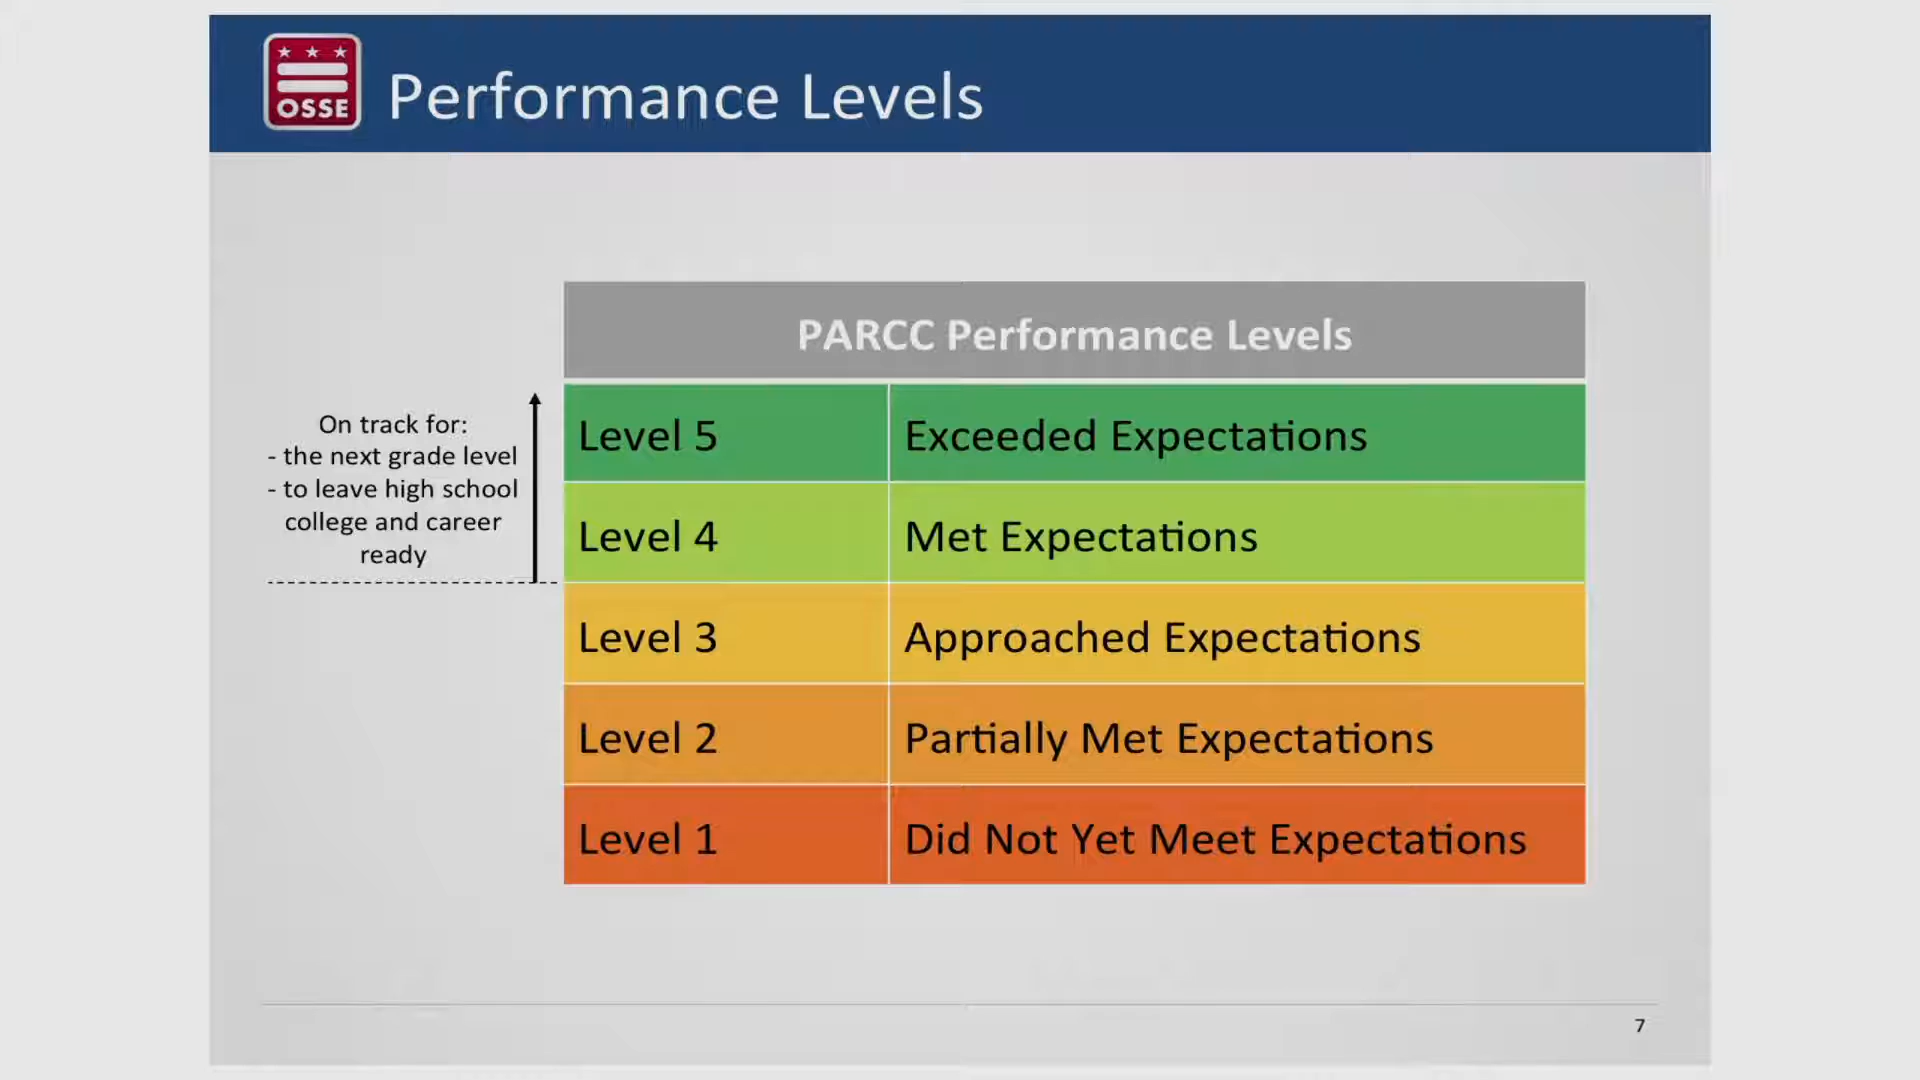 OSSE
Performance Levels
PARCC Performance Levels
On track for:
- the next grade level
- to leave high school
college and career
ready
Level 5 Exceeded Expectations
Level 4 Met Expectations
Level 3 Approached Expectations
Level 2 Partially Met Expectations
Level 1 Did Not Yet Meet Expectations
7